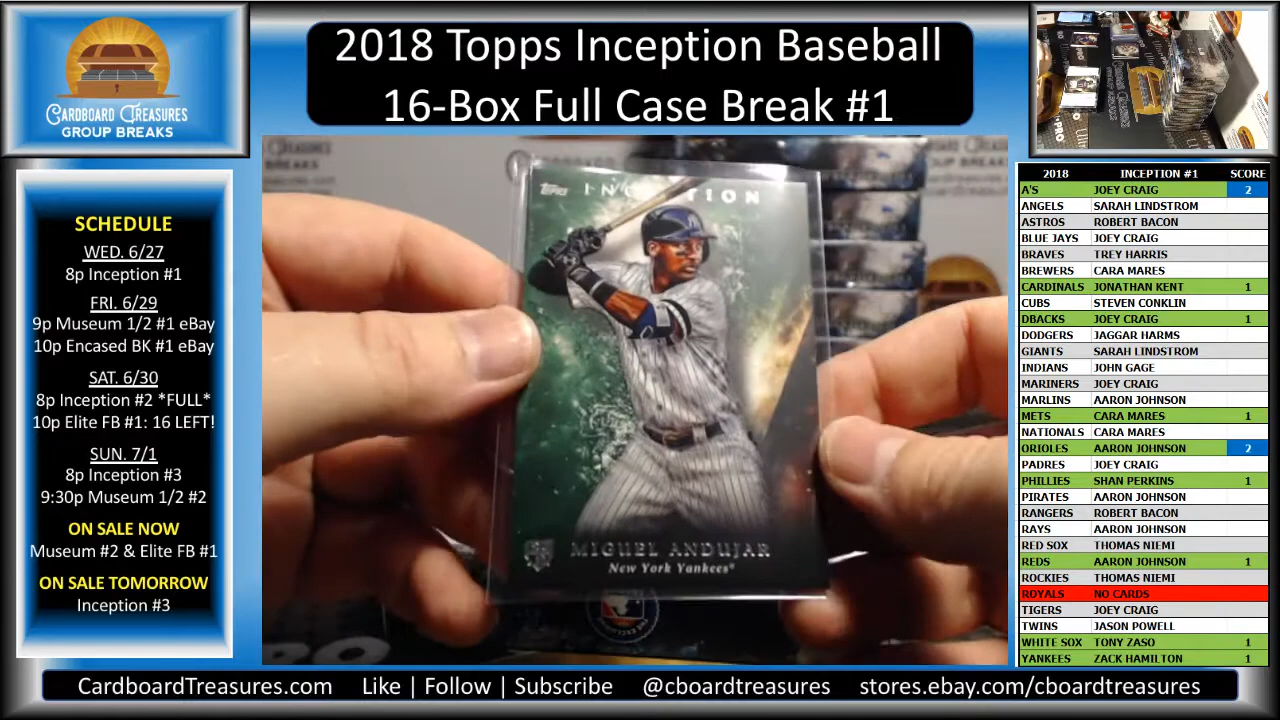 CARDBOARD TREASURES
GROUP BREAKS
2018 Topps Inception Baseball
16-Box Full Case Break #1
SCHEDULE
WED. 6/27
8p Inception #1
FRI. 6/29
9p Museum 1/2 #1 eBay
10p Encased BK #1 eBay
SAT. 6/30
8p Inception #2 *FULL*
10p Elite FB #1: 16 LEFT!
SUN. 7/1
8p Inception #3
9:30p Museum 1/2 #2
ON SALE NOW
Museum #2 & Elite FB #1
ON SALE TOMORROW
Inception #3
Topps INCEPTION
MIGUEL ANDUJAR
New York Yankees®
2018 INCEPTION #1 SCORE
A'S JOEY CRAIG 2
ANGELS SARAH LINDSTROM
ASTROS ROBERT BACON
BLUE JAYS JOEY CRAIG
BRAVES TREY HARRIS
BREWERS CARA MARES
CARDINALS JONATHAN KENT 1
CUBS STEVEN CONKLIN
DBACKS JOEY CRAIG 1
DODGERS JAGGAR HARMS
GIANTS SARAH LINDSTROM
INDIANS JOHN GAGE
MARINERS JOEY CRAIG
MARLINS AARON JOHNSON
METS CARA MARES 1
NATIONALS CARA MARES
ORIOLES AARON JOHNSON 2
PADRES JOEY CRAIG
PHILLIES SHAN PERKINS 1
PIRATES AARON JOHNSON
RANGERS ROBERT BACON
RAYS AARON JOHNSON
RED SOX THOMAS NIEMI
REDS AARON JOHNSON 1
ROCKIES THOMAS NIEMI
ROYALS NO CARDS
TIGERS JOEY CRAIG
TWINS JASON POWELL
WHITE SOX TONY ZASO 1
YANKEES ZACK HAMILTON 1
CardboardTreasures.com Like | Follow | Subscribe @cboardtreasures stores.ebay.com/cboardtreasures